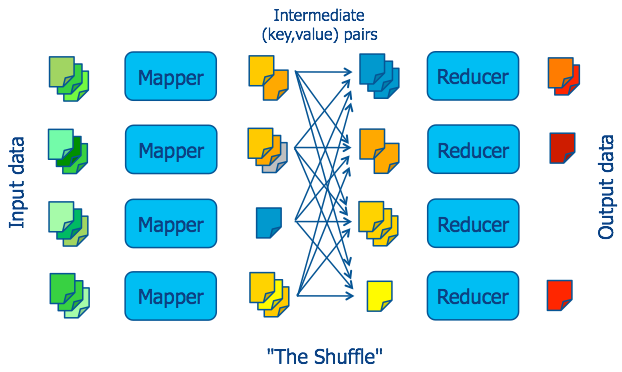 Intermediate
(key,value) pairs
Input data
Mapper
Reducer
Mapper
Reducer
Mapper
Reducer
Mapper
Reducer
Output data
"The Shuffle"